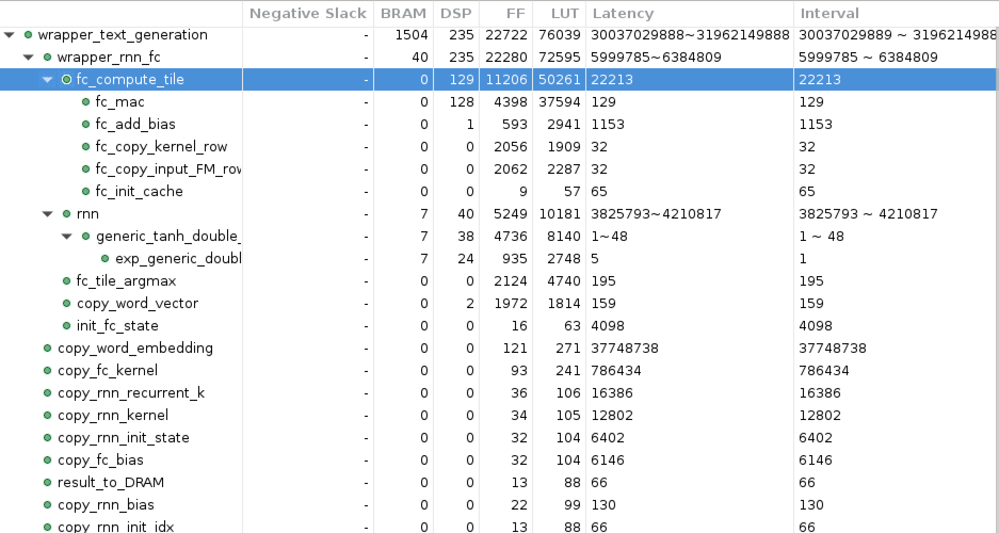 Negative Slack BRAM DSP FF LUT Latency Interval
wrapper_text_generation - 1504 235 22722 76039 30037029888~31962149888 30037029889 ~ 3196214988
wrapper_rnn_fc - 40 235 22280 72595 5999785~6384809 5999785 ~ 6384809
fc_compute_tile - 0 129 11206 50261 22213 22213
fc_mac - 0 128 4398 37594 129 129
fc_add_bias - 0 1 593 2941 1153 1153
fc_copy_kernel_row - 0 0 2056 1909 32 32
fc_copy_input_FM_row - 0 0 2062 2287 32 32
fc_init_cache - 0 0 9 57 65 65
rnn - 7 40 5249 10181 3825793~4210817 3825793 ~ 4210817
generic_tanh_double_ - 7 38 4736 8140 1~48 1 ~ 48
exp_generic_doubl - 7 24 935 2748 5 1
fc_tile_argmax - 0 0 2124 4740 195 195
copy_word_vector - 0 2 1972 1814 159 159
init_fc_state - 0 0 16 63 4098 4098
copy_word_embedding - 0 0 121 271 37748738 37748738
copy_fc_kernel - 0 0 93 241 786434 786434
copy_rnn_recurrent_k - 0 0 36 106 16386 16386
copy_rnn_kernel - 0 0 34 105 12802 12802
copy_rnn_init_state - 0 0 32 104 6402 6402
copy_fc_bias - 0 0 32 104 6146 6146
result_to_DRAM - 0 0 13 88 66 66
copy_rnn_bias - 0 0 22 99 130 130
copy_rnn_init_idx - 0 0 13 88 66 66